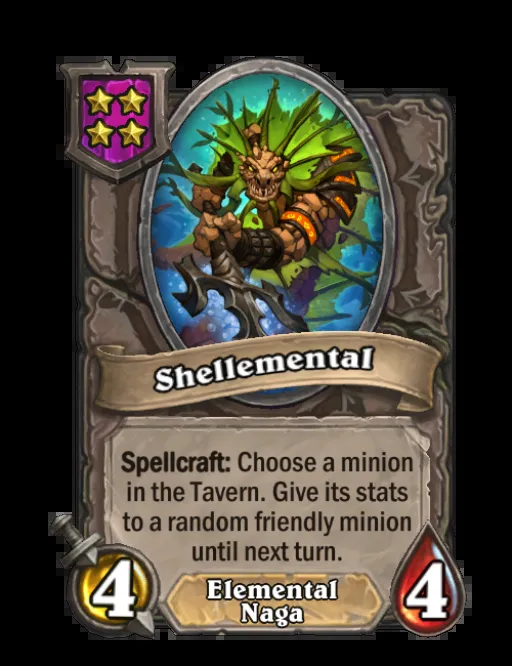 Shellemental
Spellcraft: Choose a minion
in the Tavern. Give its stats
to a random friendly minion
until next turn.
4
Elemental
Naga
4